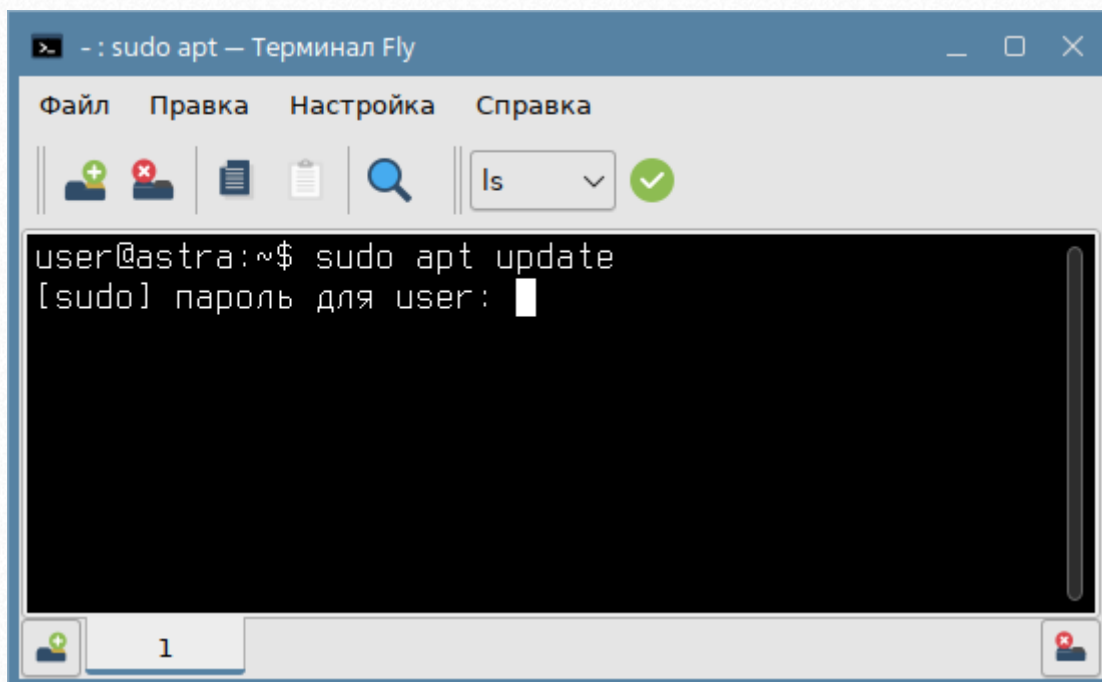 - : sudo apt — Терминал Fly
Файл Правка Настройка Справка
ls
user@astra:~$ sudo apt update
[sudo] пароль для user:
1